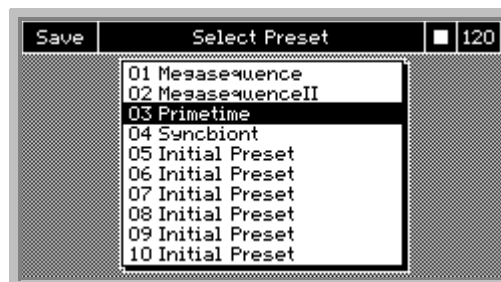 Save Select Preset 120
01 Megasequence
02 MegasequenceII
03 Primetime
04 Syncbiont
05 Initial Preset
06 Initial Preset
07 Initial Preset
08 Initial Preset
09 Initial Preset
10 Initial Preset